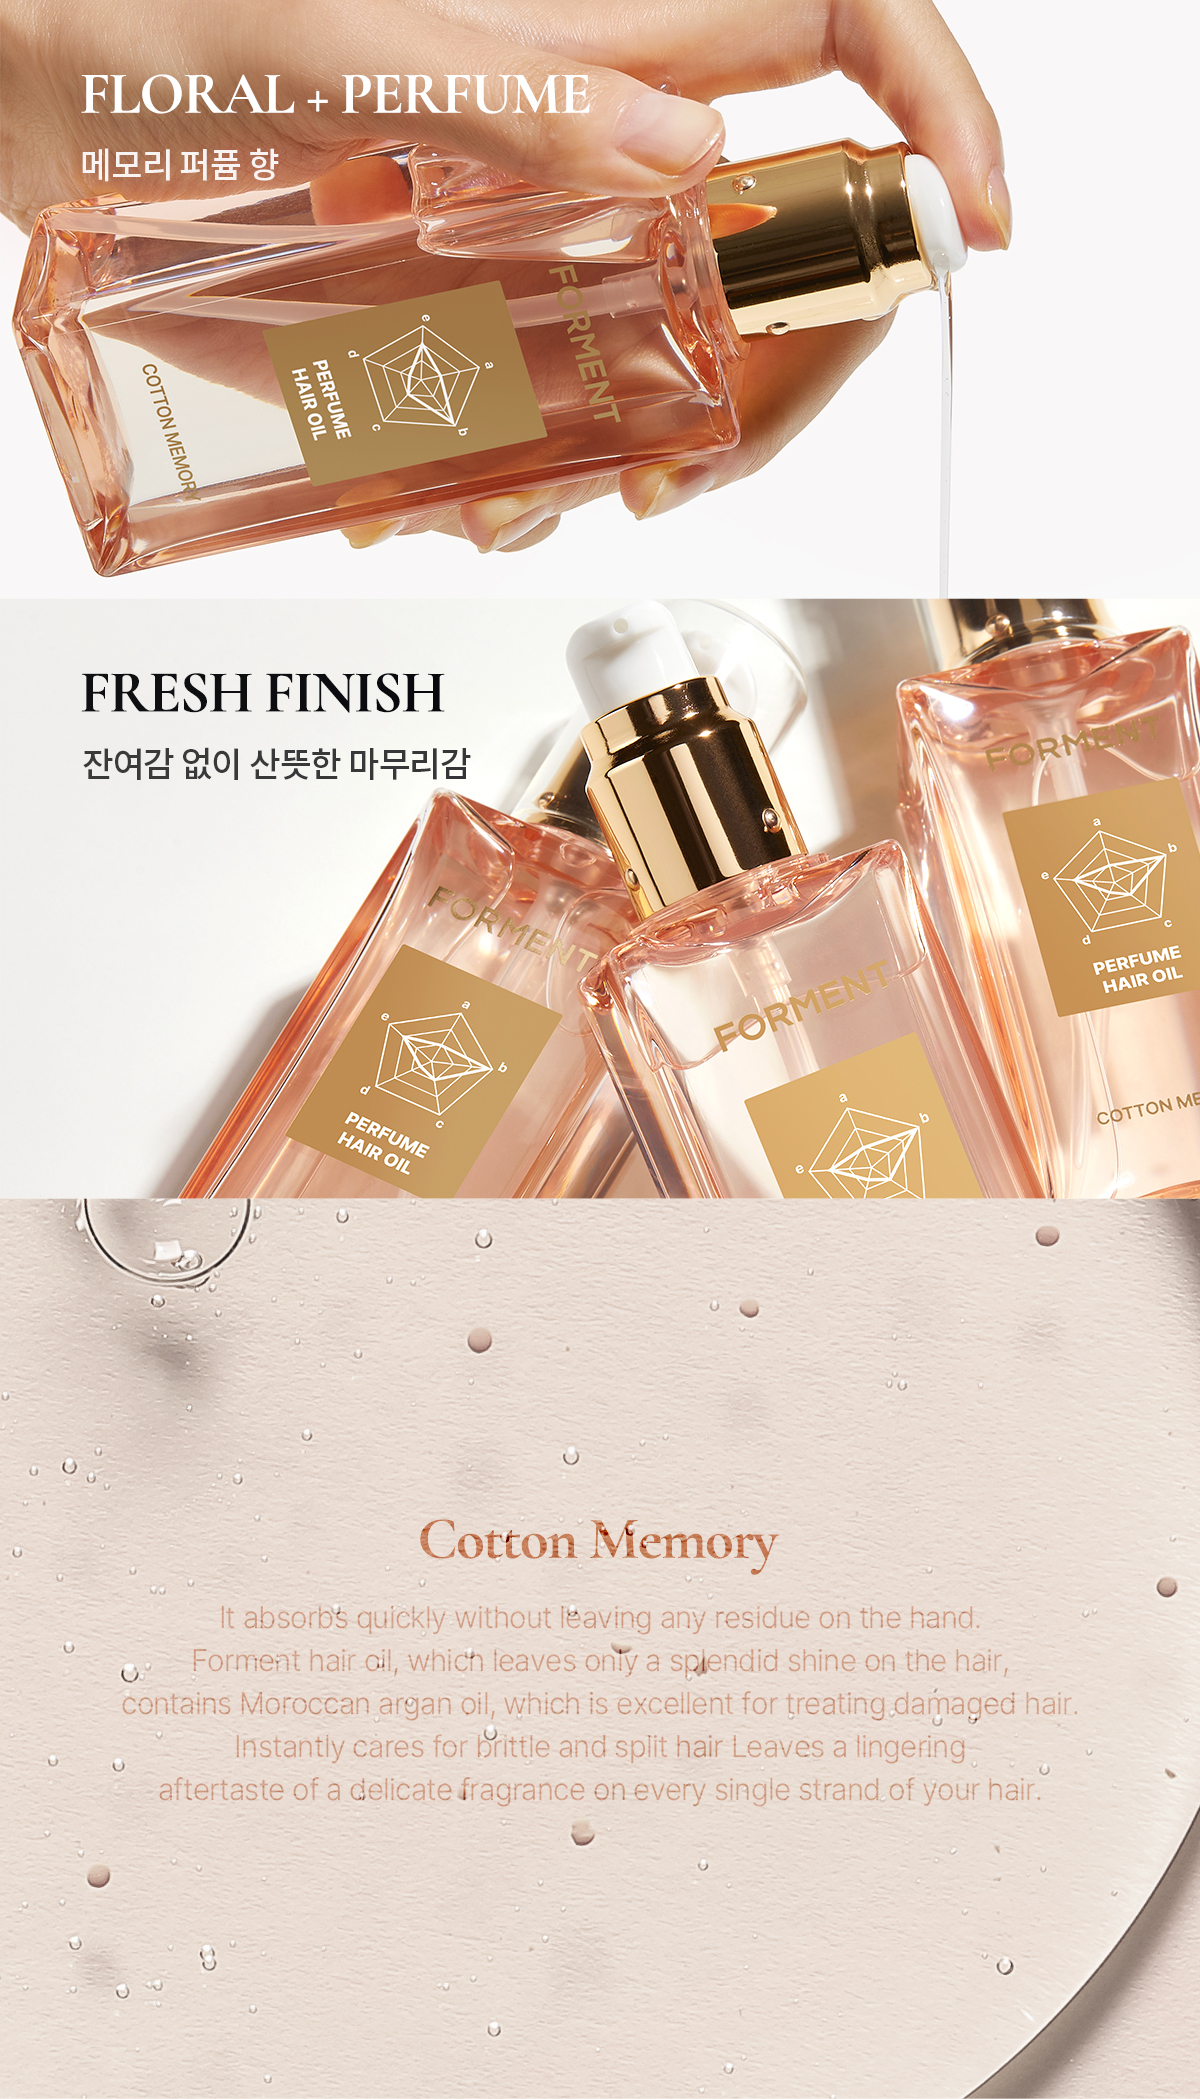 FLORAL + PERFUME
메모리 퍼퓸 향
FORMENT
e
a
b
c
d
PERFUME
HAIR OIL
COTTON MEMORY
FRESH FINISH
잔여감 없이 산뜻한 마무리감
FORMENT
a
b
c
d
e
PERFUME
HAIR OIL
FORMENT
a
b
e
FORMENT
a
b
c
d
e
PERFUME
HAIR OIL
COTTON ME
Cotton Memory
It absorbs quickly without leaving any residue on the hand.
Forment hair oil, which leaves only a splendid shine on the hair,
contains Moroccan argan oil, which is excellent for treating damaged hair.
Instantly cares for brittle and split hair Leaves a lingering
aftertaste of a delicate fragrance on every single strand of your hair.